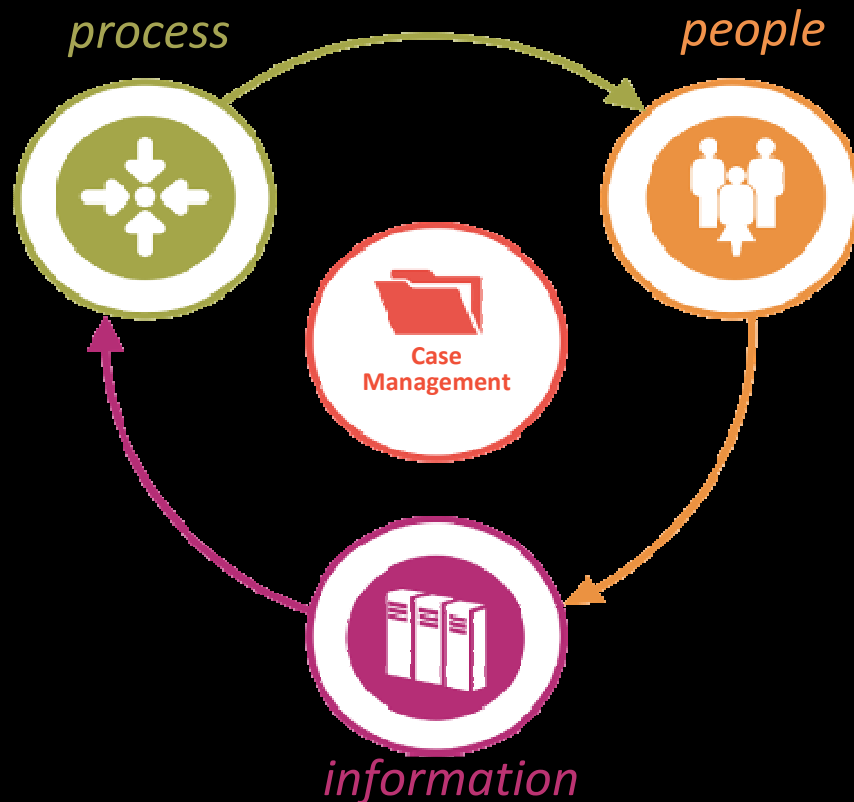 process
people
Case
Management
information